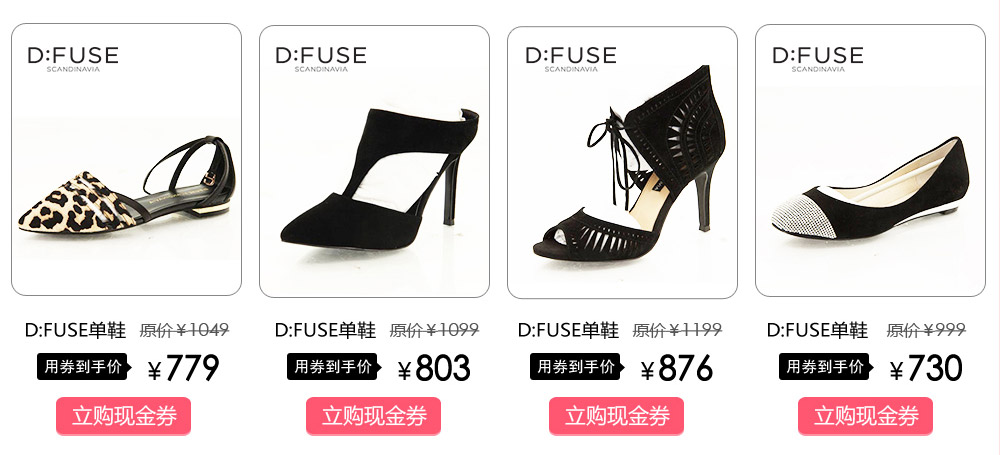 D:FUSE
SCANDINAVIA
D:FUSE
SCANDINAVIA
D:FUSE
SCANDINAVIA
D:FUSE
SCANDINAVIA
D:FUSE单鞋 原价¥1049
用券到手价 ¥779
立购现金券
D:FUSE单鞋 原价¥1099
用券到手价 ¥803
立购现金券
D:FUSE单鞋 原价¥1199
用券到手价 ¥876
立购现金券
D:FUSE单鞋 原价¥999
用券到手价 ¥730
立购现金券